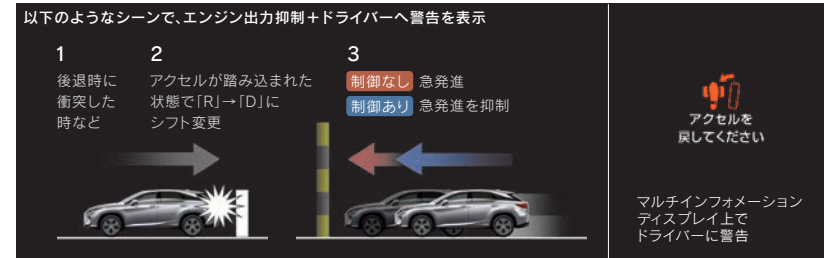 以下のようなシーンで、エンジン出力抑制＋ドライバーへ警告を表示
1
後退時に
衝突した
時など
2
アクセルが踏み込まれた
状態で「R」→「D」に
シフト変更
3
制御なし 急発進
制御あり 急発進を抑制
アクセルを
戻してください
マルチインフォメーション
ディスプレイ上で
ドライバーに警告